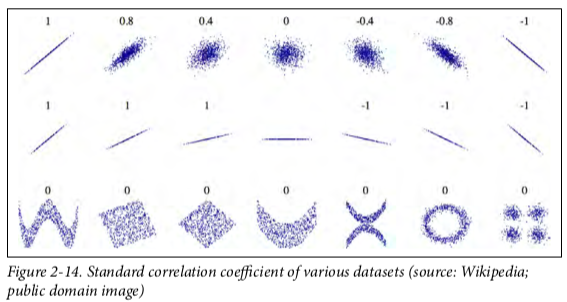 1 0.8 0.4 0 -0.4 -0.8 -1
1 1 1 -1 -1 -1
0 0 0 0 0 0 0
Figure 2-14. Standard correlation coefficient of various datasets (source: Wikipedia;
public domain image)